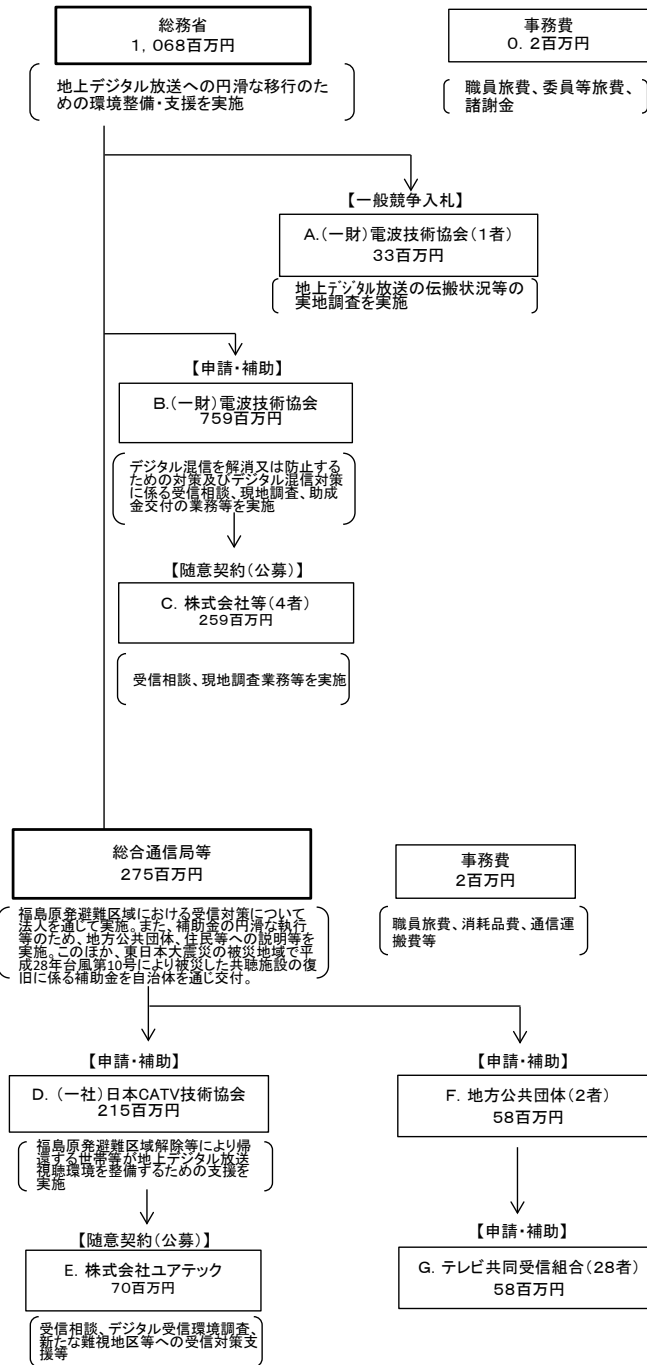 総務省
1，068百万円
事務費
0．2百万円
地上デジタル放送への円滑な移行のた
めの環境整備・支援を実施
職員旅費、委員等旅費、
諸謝金
【一般競争入札】
A.(一財)電波技術協会(1者)
33百万円
地上デジタル放送の伝搬状況等の
実地調査を実施
【申請・補助】
B.(一財)電波技術協会
759百万円
デジタル混信を解消又は防止する
ための対策及びデジタル混信対策
に係る受信相談、現地調査、助成
金交付の業務等を実施
【随意契約(公募)】
C．株式会社等(4者)
259百万円
受信相談、現地調査業務等を実施
総合通信局等
275百万円
事務費
2百万円
福島原発避難区域における受信対策について
法人を通じて実施。また、補助金の円滑な執行
等のため、地方公共団体、住民等への説明等を
実施。このほか、東日本大震災の被災地域で平
成28年台風第10号により被災した共聴施設の復
旧に係る補助金を自治体を通じ交付。
職員旅費、消耗品費、通信運
搬費等
【申請・補助】
D．(一社)日本CATV技術協会
215百万円
【申請・補助】
F．地方公共団体(2者)
58百万円
福島原発避難区域解除等により帰
還する世帯等が地上デジタル放送
視聴環境を整備するための支援を
実施
【随意契約(公募)】
E．株式会社ユアテック
70百万円
【申請・補助】
G．テレビ共同受信組合(28者)
58百万円
受信相談、デジタル受信環境調査、
新たな難視地区等への受信対策支
援等